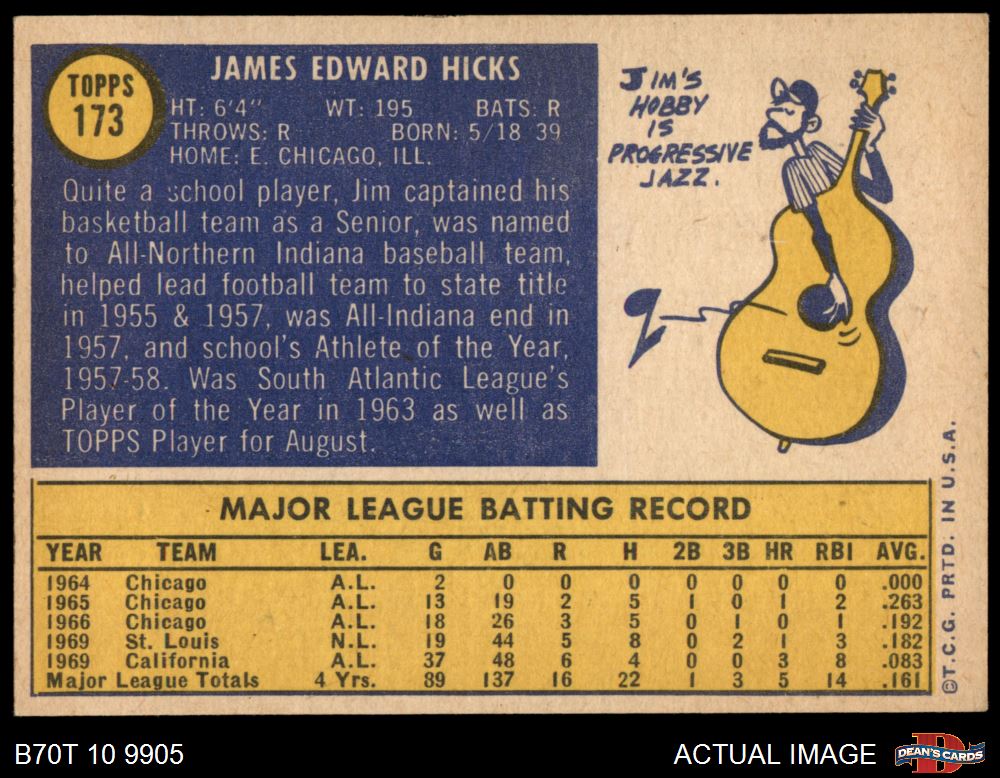 TOPPS
173
JAMES EDWARD HICKS
HT: 6'4" WT: 195 BATS: R
THROWS: R BORN: 5/18 39
HOME: E. CHICAGO, ILL.
Quite a school player, Jim captained his
basketball team as a Senior, was named
to All-Northern Indiana baseball team,
helped lead football team to state title
in 1955 & 1957, was All-Indiana end in
1957, and school's Athlete of the Year,
1957-58. Was South Atlantic League's
Player of the Year in 1963 as well as
TOPPS Player for August.
JIM'S
HOBBY
IS
PROGRESSIVE
JAZZ.
MAJOR LEAGUE BATTING RECORD
YEAR TEAM LEA. G AB R H 2B 3B HR RBI AVG.
1964 Chicago A.L. 2 0 0 0 0 0 0 0 .000
1965 Chicago A.L. 13 19 2 5 1 0 1 2 .263
1966 Chicago A.L. 18 26 3 5 0 1 0 1 .192
1969 St. Louis N.L. 19 44 5 8 0 2 1 3 .182
1969 California A.L. 37 48 6 4 0 0 3 8 .083
Major League Totals 4 Yrs. 89 137 16 22 1 3 5 14 .161
©T.C.G. PRTD. IN U.S.A.
B70T 10 9905
ACTUAL IMAGE
DEAN'S CARDS